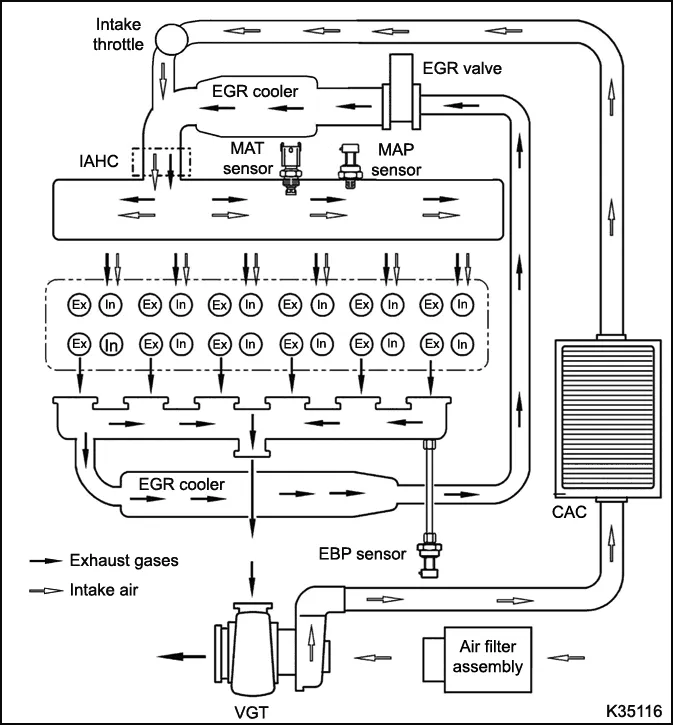 Intake
throttle
EGR valve
EGR cooler
IAHC
MAT
sensor
MAP
sensor
Ex In Ex In Ex In Ex In Ex In Ex In
Ex In Ex In Ex In Ex In Ex In Ex In
EGR cooler
CAC
EBP sensor
Exhaust gases
Intake air
Air filter
assembly
VGT
K35116